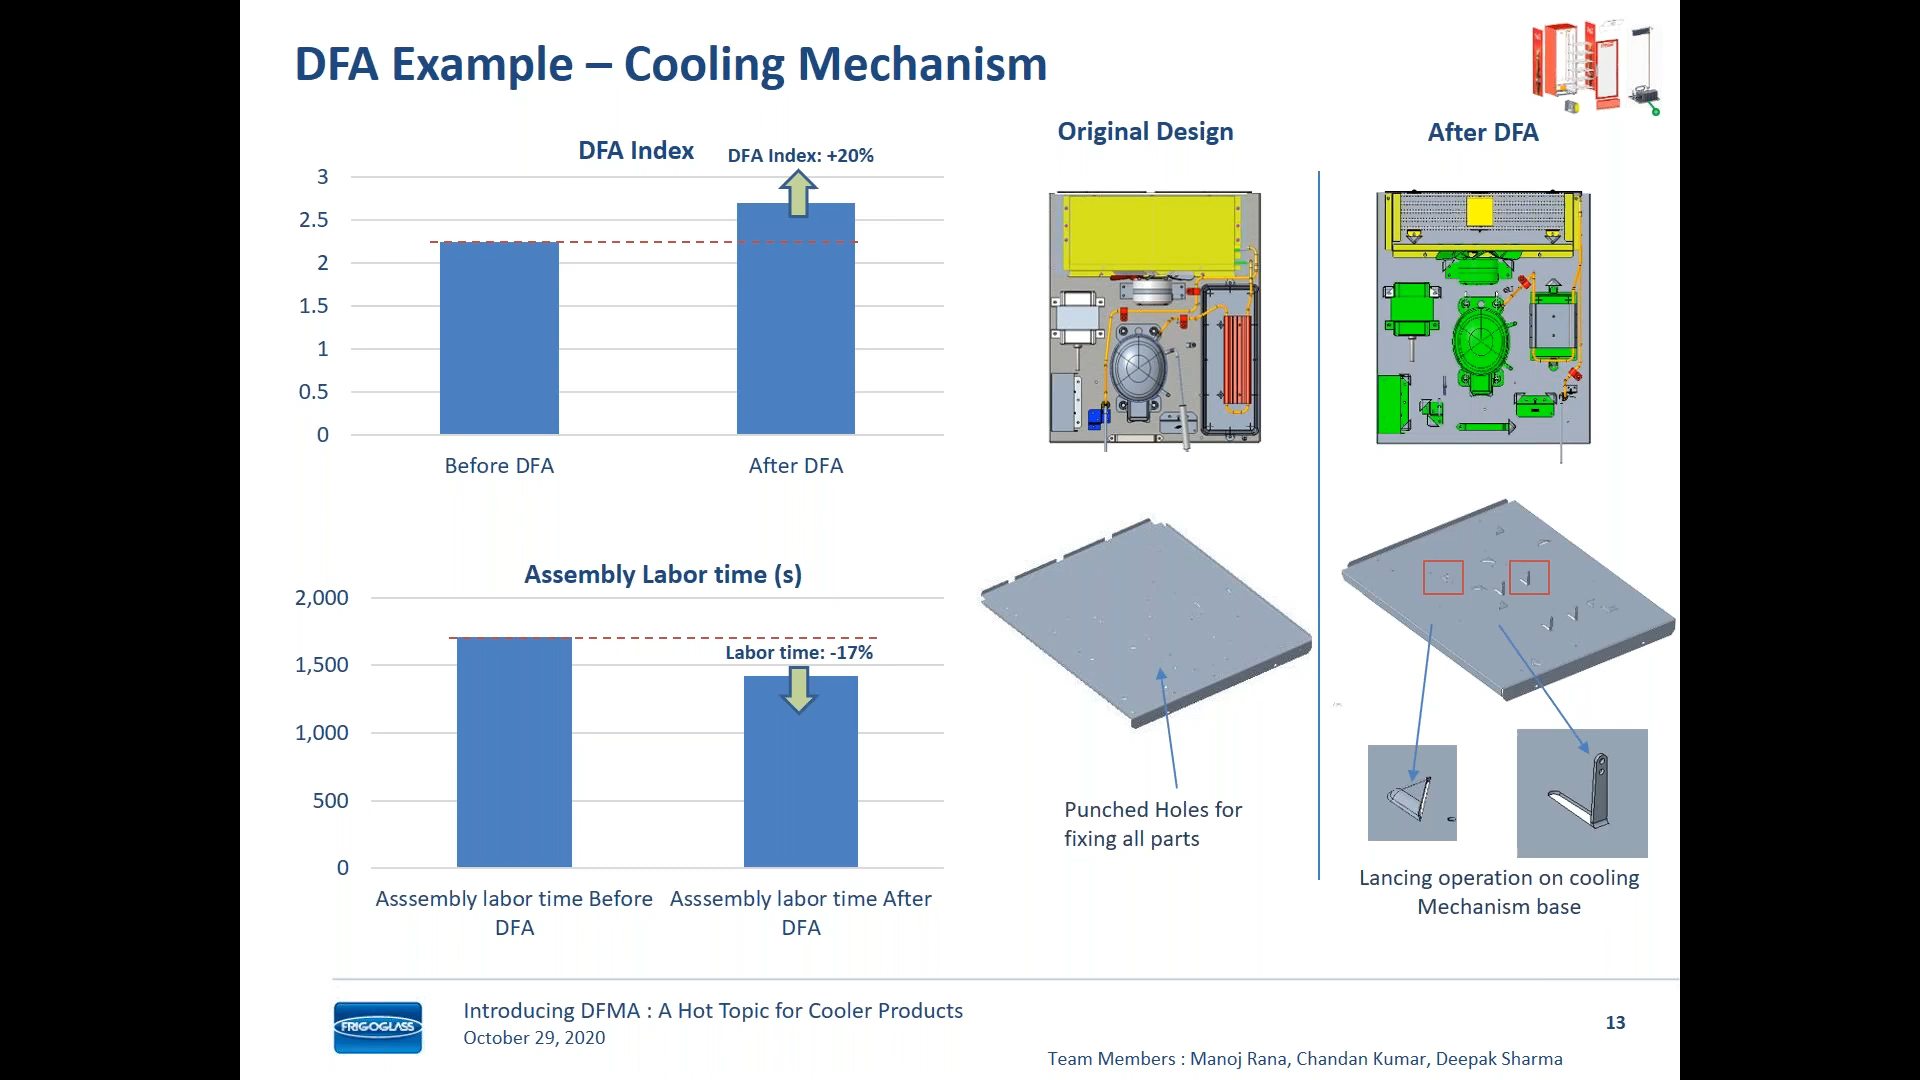 DFA Example – Cooling Mechanism
DFA Index
DFA Index: +20%
3
2.5
2
1.5
1
0.5
0
Before DFA
After DFA
Assembly Labor time (s)
2,000
1,500
1,000
500
0
Labor time: -17%
Asssembly labor time Before
DFA
Asssembly labor time After
DFA
Original Design
After DFA
Punched Holes for
fixing all parts
Lancing operation on cooling
Mechanism base
FRIGOGLASS
Introducing DFMA : A Hot Topic for Cooler Products
October 29, 2020
13
Team Members : Manoj Rana, Chandan Kumar, Deepak Sharma